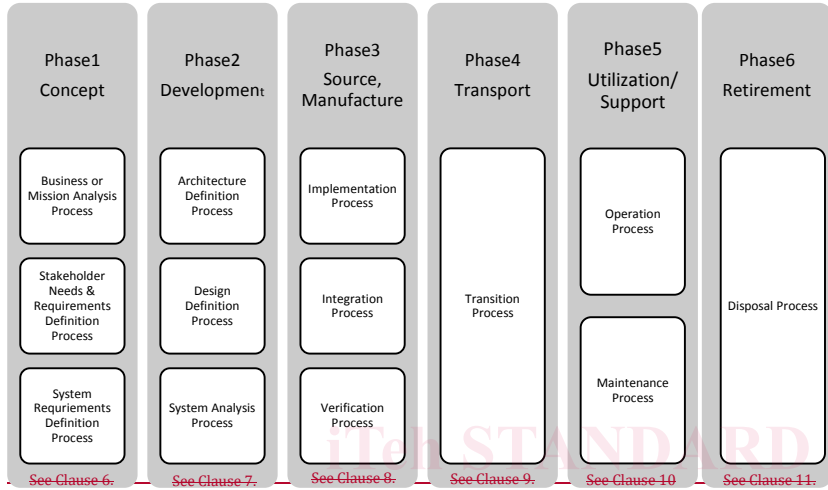 Phase1
Concept
Business or
Mission Analysis
Process
Stakeholder
Needs &
Requirements
Definition
Process
System
Requriements
Definition
Process
See Clause 6.
Phase2
Development
Architecture
Definition
Process
Design
Definition
Process
System Analysis
Process
See Clause 7.
Phase3
Source,
Manufacture
Implementation
Process
Integration
Process
Verification
Process
See Clause 8.
Phase4
Transport
Transition
Process
See Clause 9.
Phase5
Utilization/
Support
Operation
Process
Maintenance
Process
See Clause 10
Phase6
Retirement
Disposal Process
See Clause 11.
iTeh STANDARD